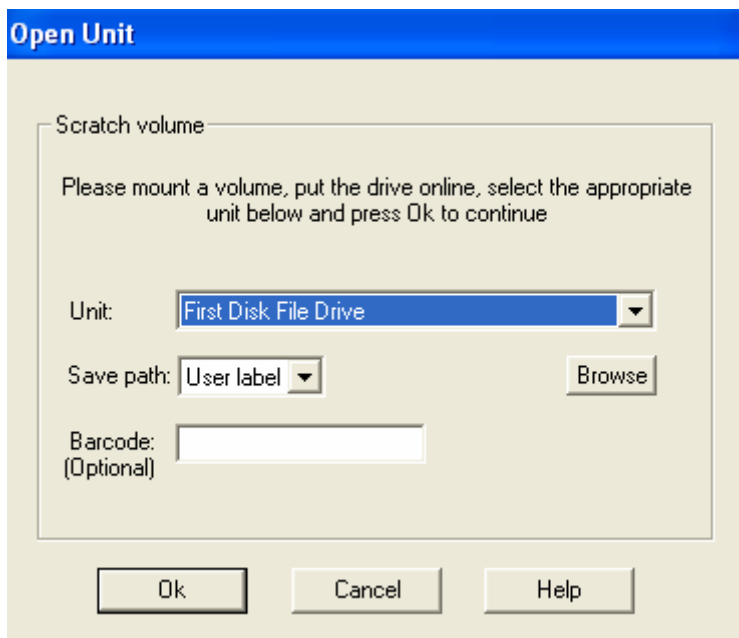 Open Unit
Scratch volume
Please mount a volume, put the drive online, select the appropriate
unit below and press Ok to continue
Unit: First Disk File Drive
Save path: User label Browse
Barcode:
(Optional)
Ok Cancel Help